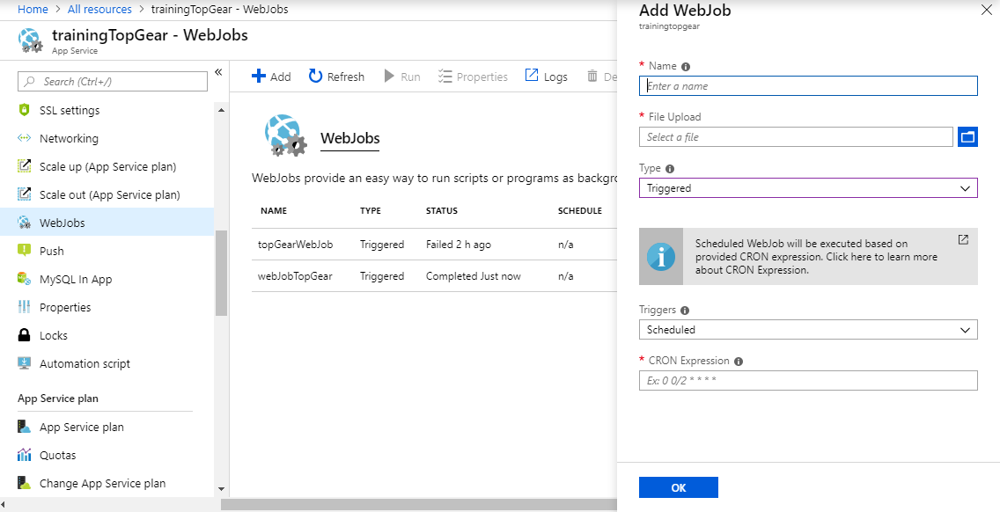 Home > All resources > trainingTopGear - WebJobs
trainingTopGear - WebJobs
App Service
Search (Ctrl+/)
SSL settings
Networking
Scale up (App Service plan)
Scale out (App Service plan)
WebJobs
Push
MySQL In App
Properties
Locks
Automation script
App Service plan
App Service plan
Quotas
Change App Service plan
Add Refresh Run Properties Logs De
WebJobs
WebJobs provide an easy way to run scripts or programs as backgro
NAME TYPE STATUS SCHEDULE
topGearWebJob Triggered Failed 2 h ago n/a
webJobTopGear Triggered Completed Just now n/a
Add WebJob
trainingtopgear
* Name
Enter a name
* File Upload
Select a file
Type
Triggered
Scheduled WebJob will be executed based on
provided CRON expression. Click here to learn more
about CRON Expression.
Triggers
Scheduled
* CRON Expression
Ex: 0 0/2 * * * *
OK